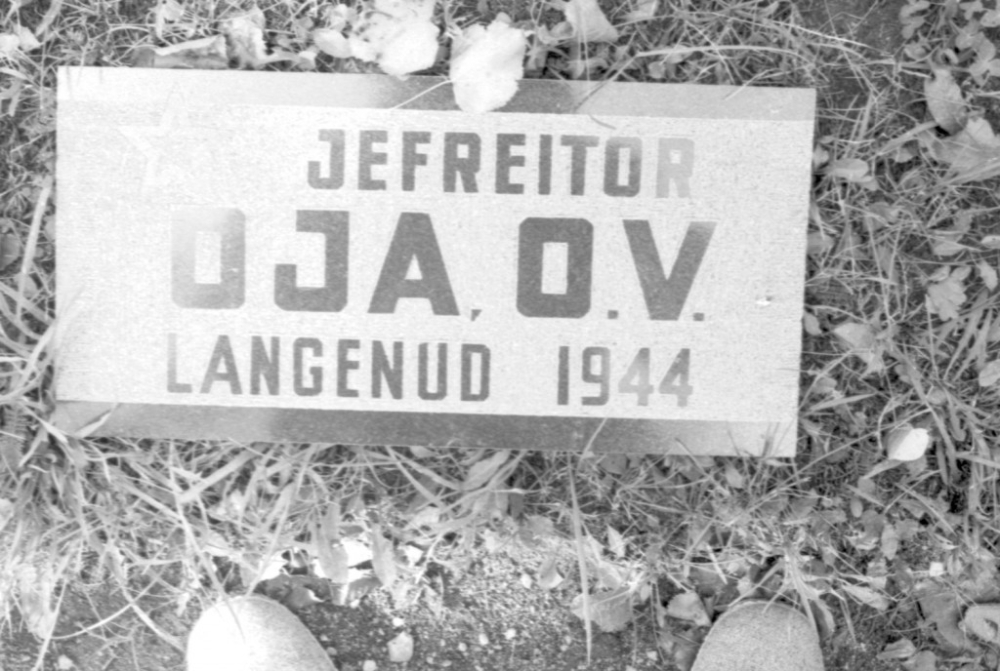 JEFREITOR
OJA, O.V.
LANGENUD 1944